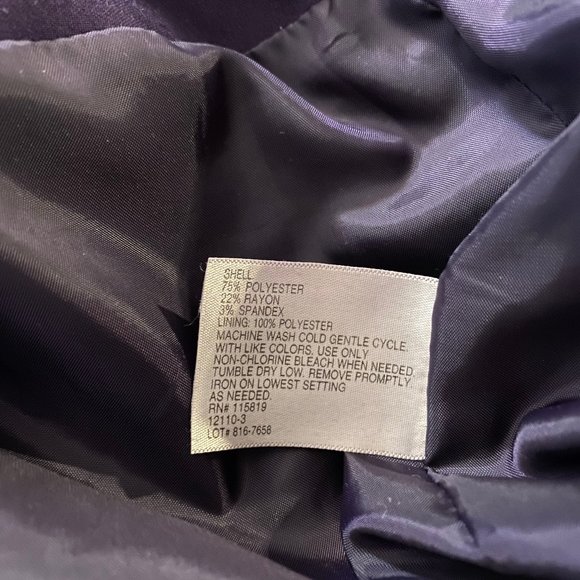 SHELL
75% POLYESTER
22% RAYON
3% SPANDEX
LINING: 100% POLYESTER
MACHINE WASH COLD GENTLE CYCLE.
WITH LIKE COLORS. USE ONLY
NON-CHLORINE BLEACH WHEN NEEDED.
TUMBLE DRY LOW. REMOVE PROMPTLY.
IRON ON LOWEST SETTING
AS NEEDED.
RN# 115819
12110-3
LOT# 816-7658